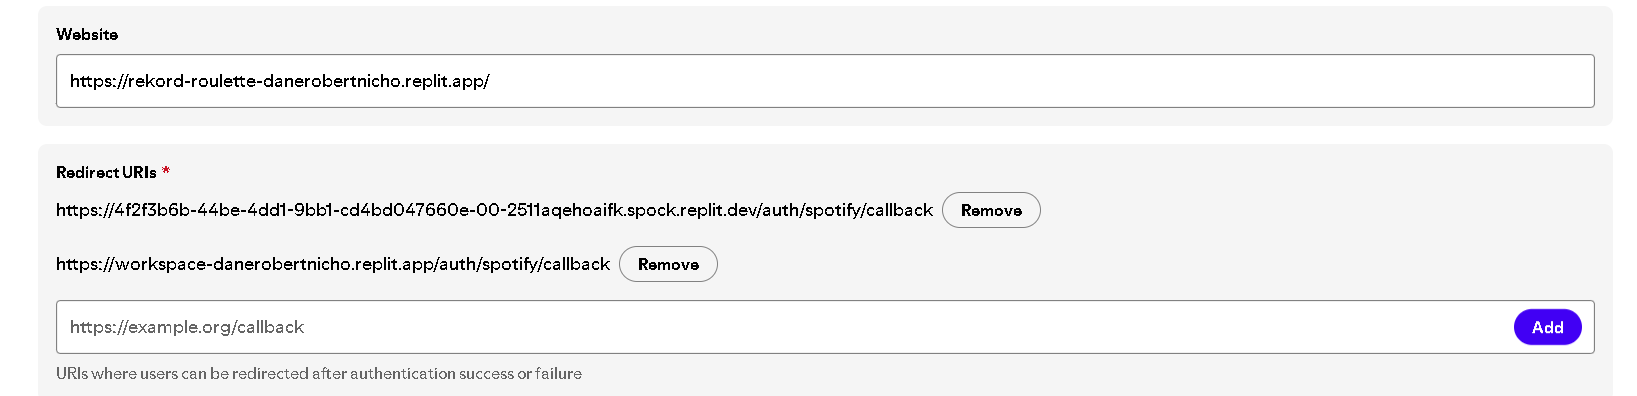 Website
https://rekord-roulette-danerobertnicho.replit.app/
Redirect URIs *
https://4f2f3b6b-44be-4dd1-9bb1-cd4bd047660e-00-2511aqehoaifk.spock.replit.dev/auth/spotify/callback Remove
https://workspace-danerobertnicho.replit.app/auth/spotify/callback Remove
https://example.org/callback Add
URIs where users can be redirected after authentication success or failure